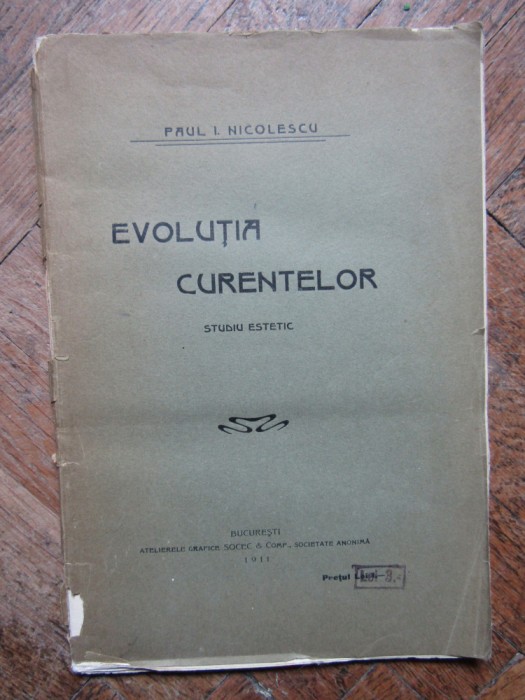 PAUL I. NICOLESCU
EVOLUȚIA
CURENTELOR
STUDIU ESTETIC
BUCUREȘTI
ATELIERELE GRAFICE SOCEC & COMP., SOCIETATE ANONIMĂ
1911
Prețul